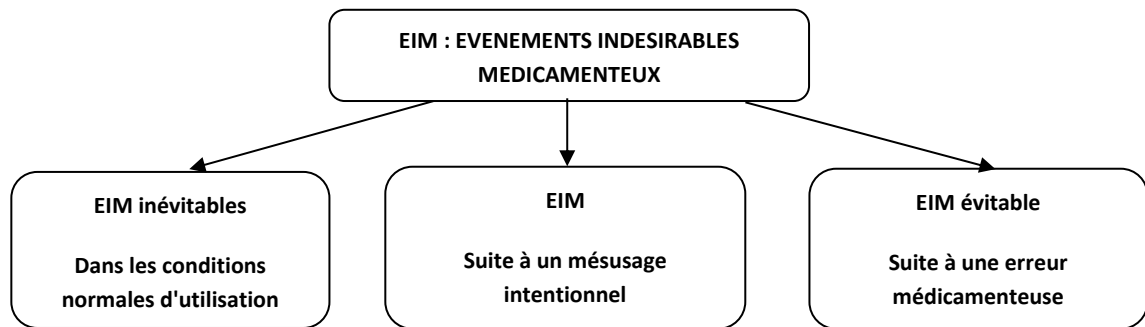 EIM : EVENEMENTS INDESIRABLES
MEDICAMENTEUX
EIM inévitables
Dans les conditions
normales d'utilisation
EIM
Suite à un mésusage
intentionnel
EIM évitable
Suite à une erreur
médicamenteuse